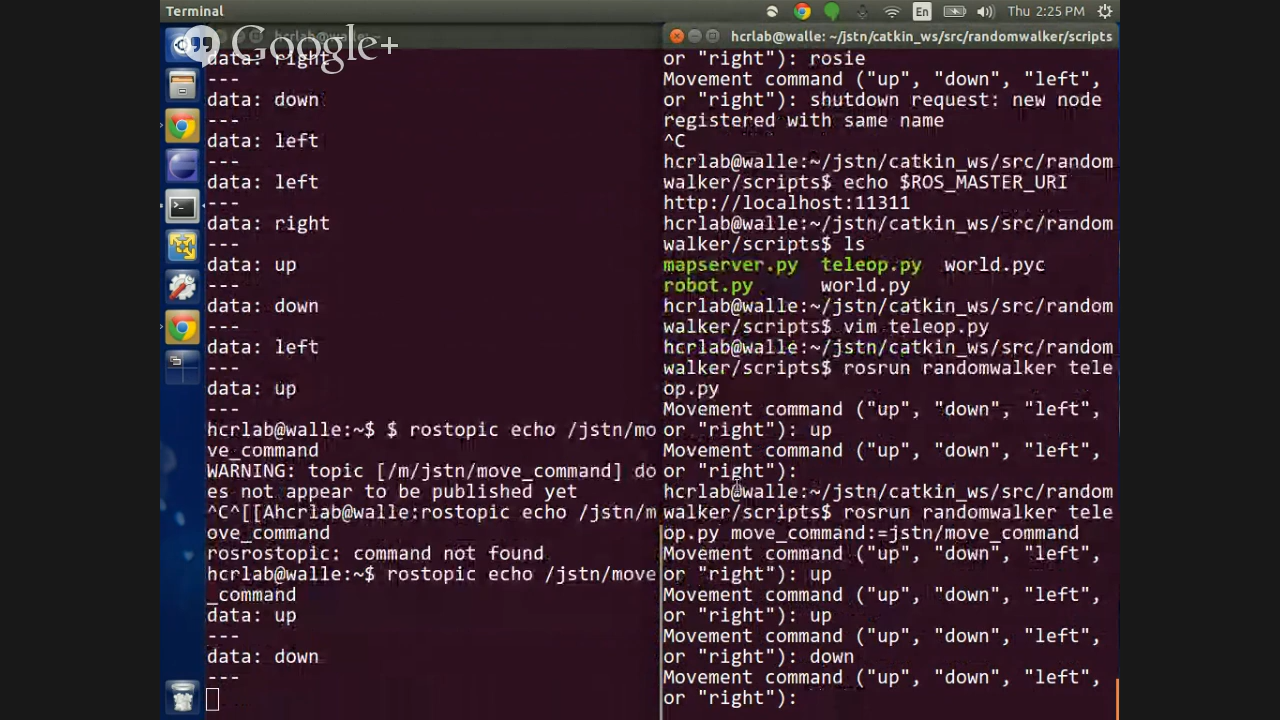 Terminal
En
Thu 2:25 PM
Google+
hcrlab@walle: ~/jstn/catkin_ws/src/randomwalker/scripts
data: right
---
data: down
---
data: left
---
data: left
---
data: right
---
data: up
---
data: down
---
data: left
---
data: up
---
hcrlab@walle:~$ $ rostopic echo /jstn/mo
ve_command
WARNING: topic [/m/jstn/move_command] do
es not appear to be published yet
^C^[[Ahcrlab@walle:rostopic echo /jstn/m
ove_command
rosrostopic: command not found
hcrlab@walle:~$ rostopic echo /jstn/move
_command
data: up
---
data: down
---
or "right"): rosie
Movement command ("up", "down", "left",
or "right"): shutdown request: new node
registered with same name
^C
hcrlab@walle:~/jstn/catkin_ws/src/random
walker/scripts$ echo $ROS_MASTER_URI
http://localhost:11311
hcrlab@walle:~/jstn/catkin_ws/src/random
walker/scripts$ ls
mapserver.py teleop.py world.pyc
robot.py world.py
hcrlab@walle:~/jstn/catkin_ws/src/random
walker/scripts$ vim teleop.py
hcrlab@walle:~/jstn/catkin_ws/src/random
walker/scripts$ rosrun randomwalker tele
op.py
Movement command ("up", "down", "left",
or "right"): up
Movement command ("up", "down", "left",
or "right"):
hcrlab@walle:~/jstn/catkin_ws/src/random
walker/scripts$ rosrun randomwalker tele
op.py move_command:=jstn/move_command
Movement command ("up", "down", "left",
or "right"): up
Movement command ("up", "down", "left",
or "right"): up
Movement command ("up", "down", "left",
or "right"): down
Movement command ("up", "down", "left",
or "right"):